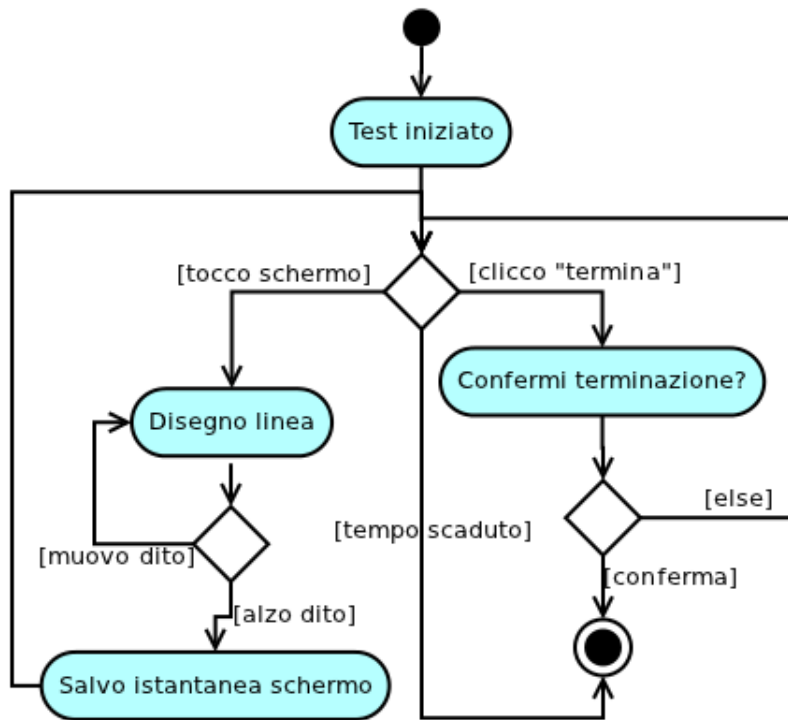 Test iniziato
[tocco schermo]
[clicco "termina"]
Confermi terminazione?
Disegno linea
[else]
[tempo scaduto]
[muovo dito]
[conferma]
[alzo dito]
Salvo istantanea schermo